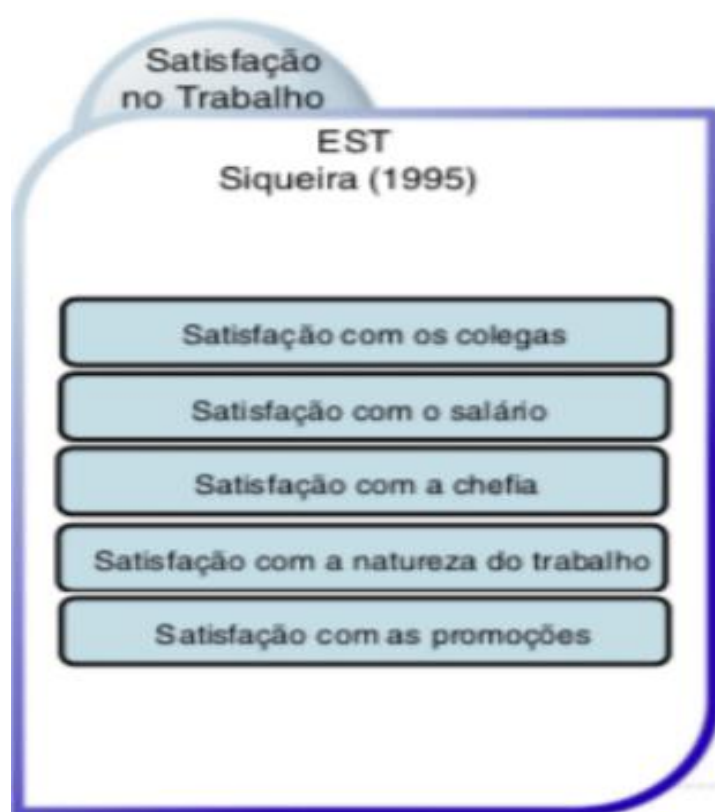 Satisfação
no Trabalho
EST
Siqueira (1995)
Satisfação com os colegas
Satisfação com o salário
Satisfação com a chefia
Satisfação com a natureza do trabalho
Satisfação com as promoções